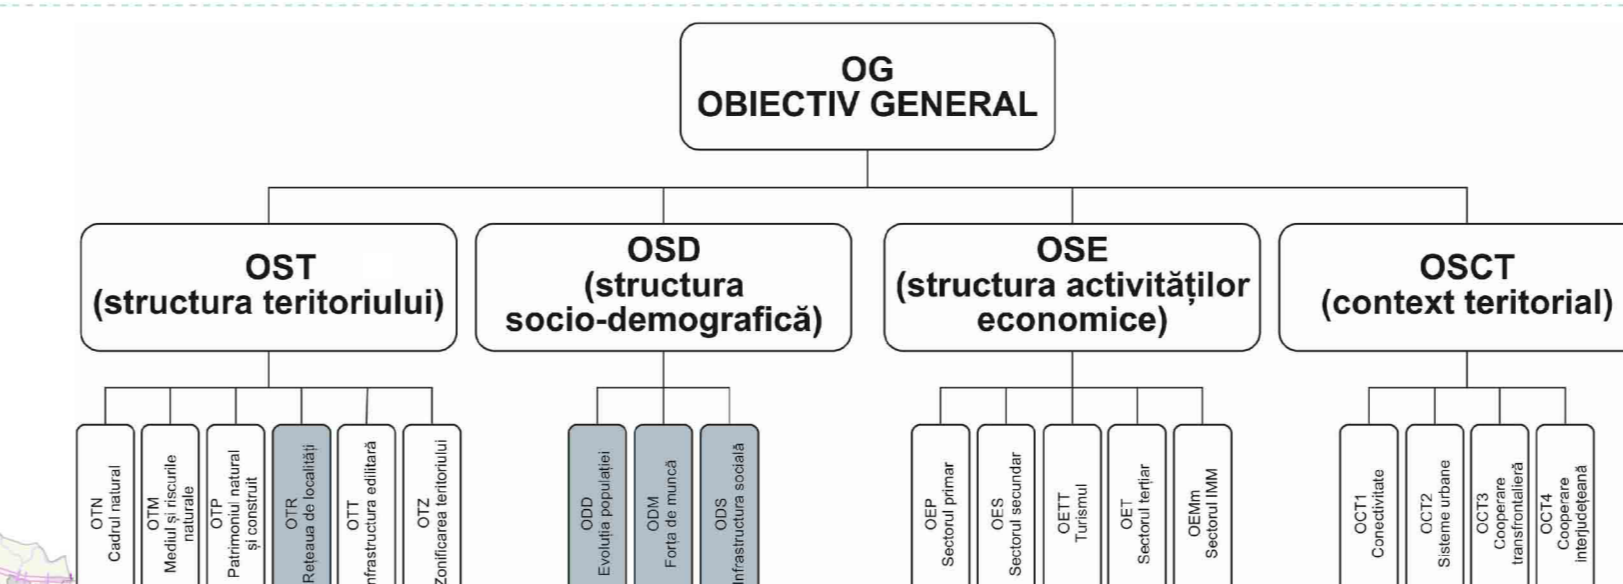 OG
OBIECTIV GENERAL
OST
(structura teritoriului)
OSD
(structura
socio-demografică)
OSE
(structura activităților
economice)
OSCT
(context teritorial)
OTN
Cadrul natural
OTM
Mediul și riscurile
naturale
OTP
Patrimoniul natural
și construit
OTR
Rețeaua de localități
OTT
nfrastructura edilitară
OTZ
Zonificarea teritoriului
ODD
Evoluția populației
ODM
Forța de muncă
ODS
Infrastructura socială
OEP
Sectorul primar
OES
Sectorul secundar
OETT
Turismul
OET
Sectorul terțiar
OEMm
Sectorul IMM
OCT1
Conectivitate
OCT2
Sisteme urbane
OCT3
Cooperare
transfrontalieră
OCT4
Cooperare
interjudețeană